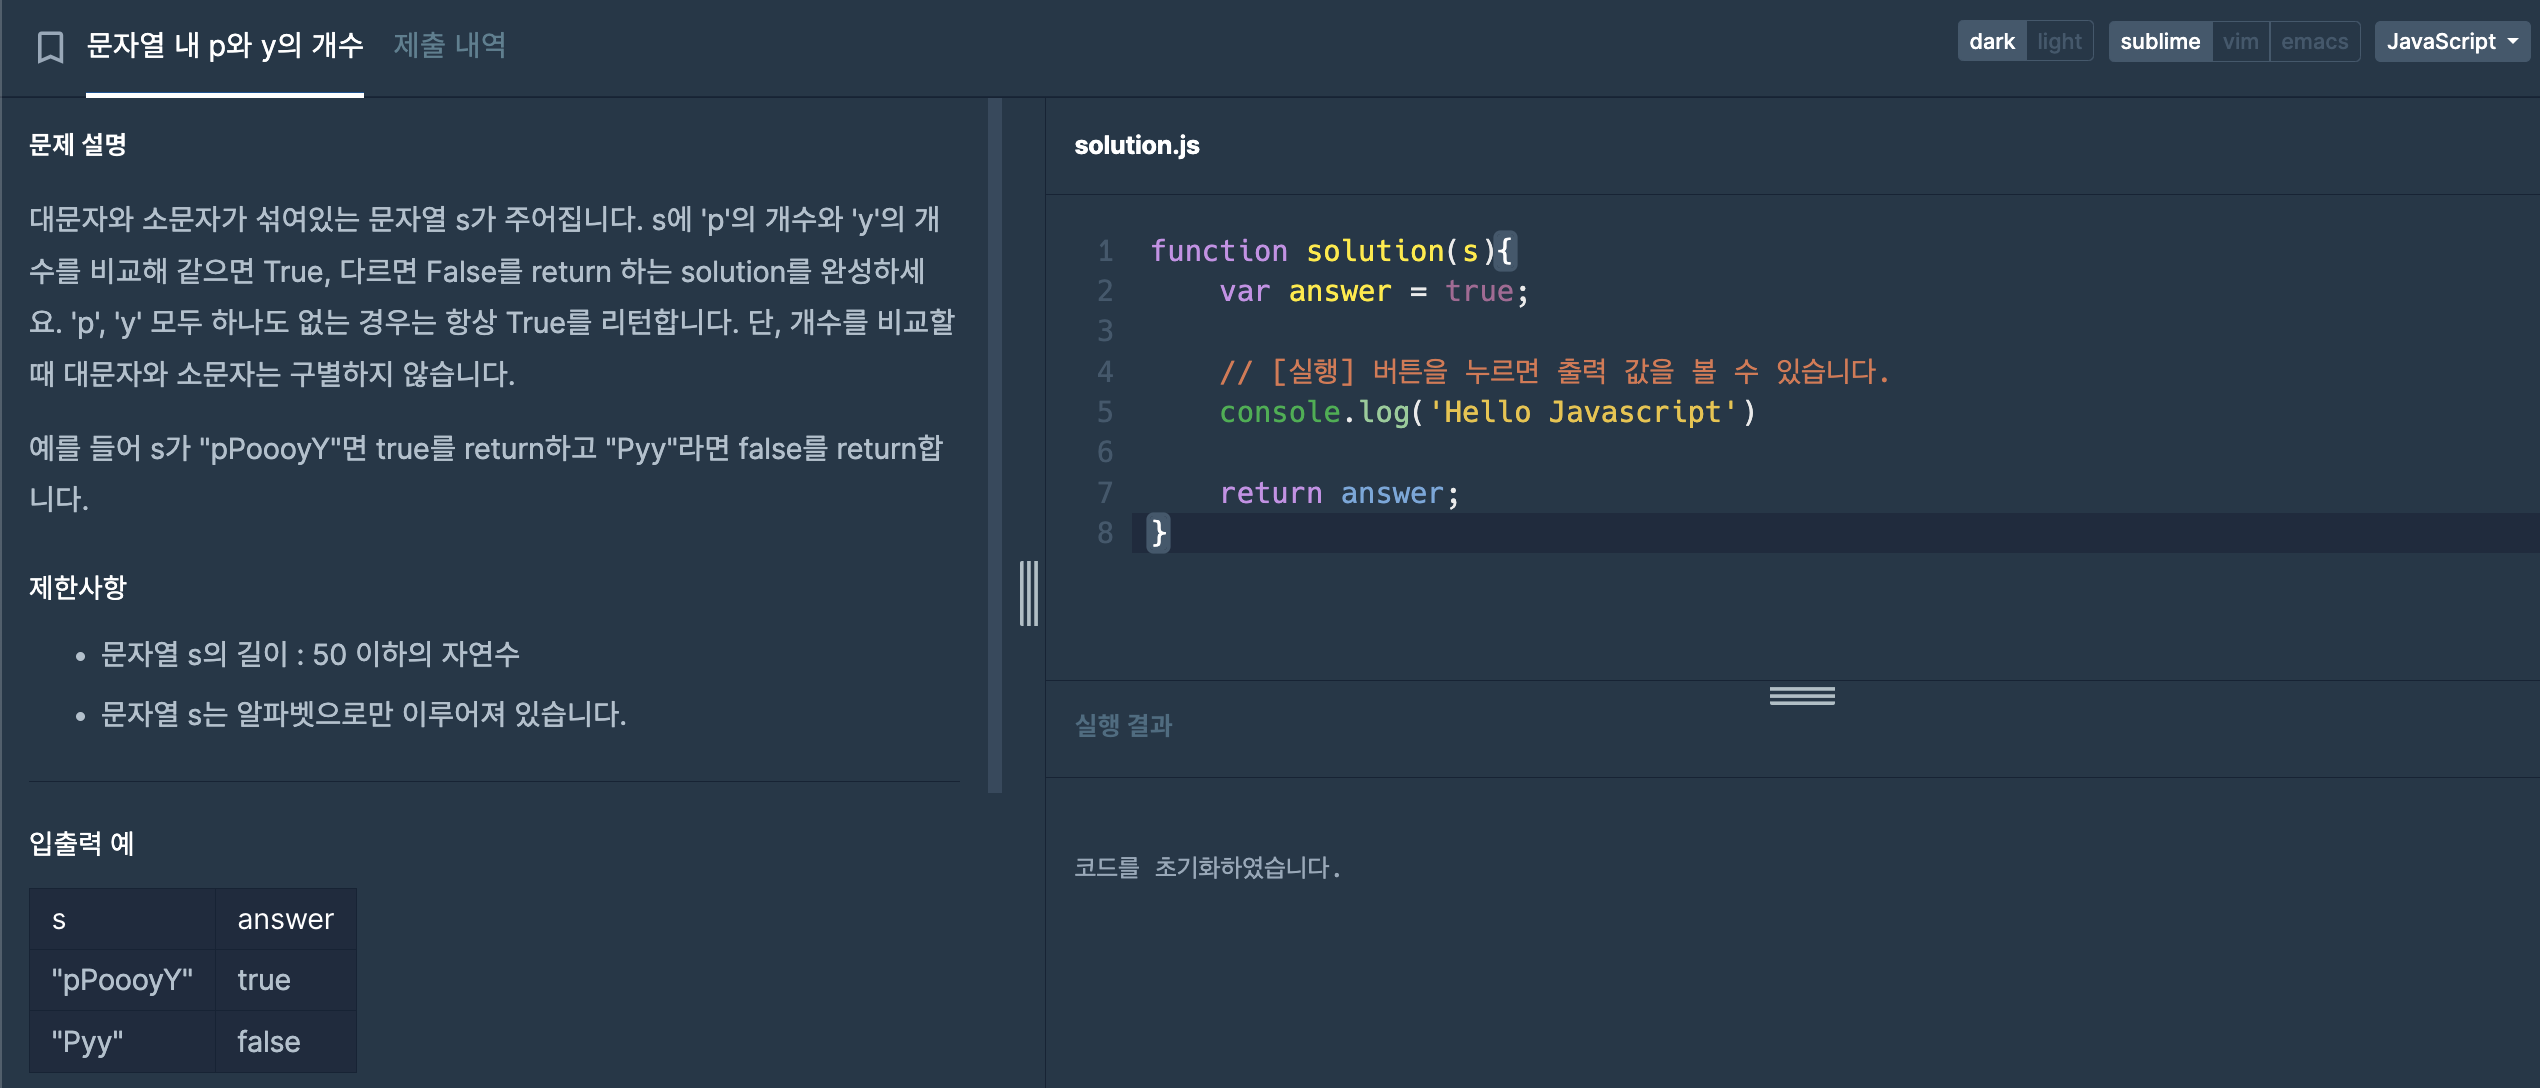 문자열 내 p와 y의 개수 제출 내역 dark light sublime vim emacs JavaScript
문제 설명
대문자와 소문자가 섞여있는 문자열 s가 주어집니다. s에 'p'의 개수와 'y'의 개
수를 비교해 같으면 True, 다르면 False를 return 하는 solution를 완성하세
요. 'p', 'y' 모두 하나도 없는 경우는 항상 True를 리턴합니다. 단, 개수를 비교할
때 대문자와 소문자는 구별하지 않습니다.
예를 들어 s가 "pPoooyY"면 true를 return하고 "Pyy"라면 false를 return합
니다.
제한사항
• 문자열 s의 길이 : 50 이하의 자연수
• 문자열 s는 알파벳으로만 이루어져 있습니다.
입출력 예
s answer
"pPoooyY" true
"Pyy" false
solution.js
1 function solution(s){
2     var answer = true;
3
4     // [실행] 버튼을 누르면 출력 값을 볼 수 있습니다.
5     console.log('Hello Javascript')
6
7     return answer;
8 }
실행 결과
코드를 초기화하였습니다.